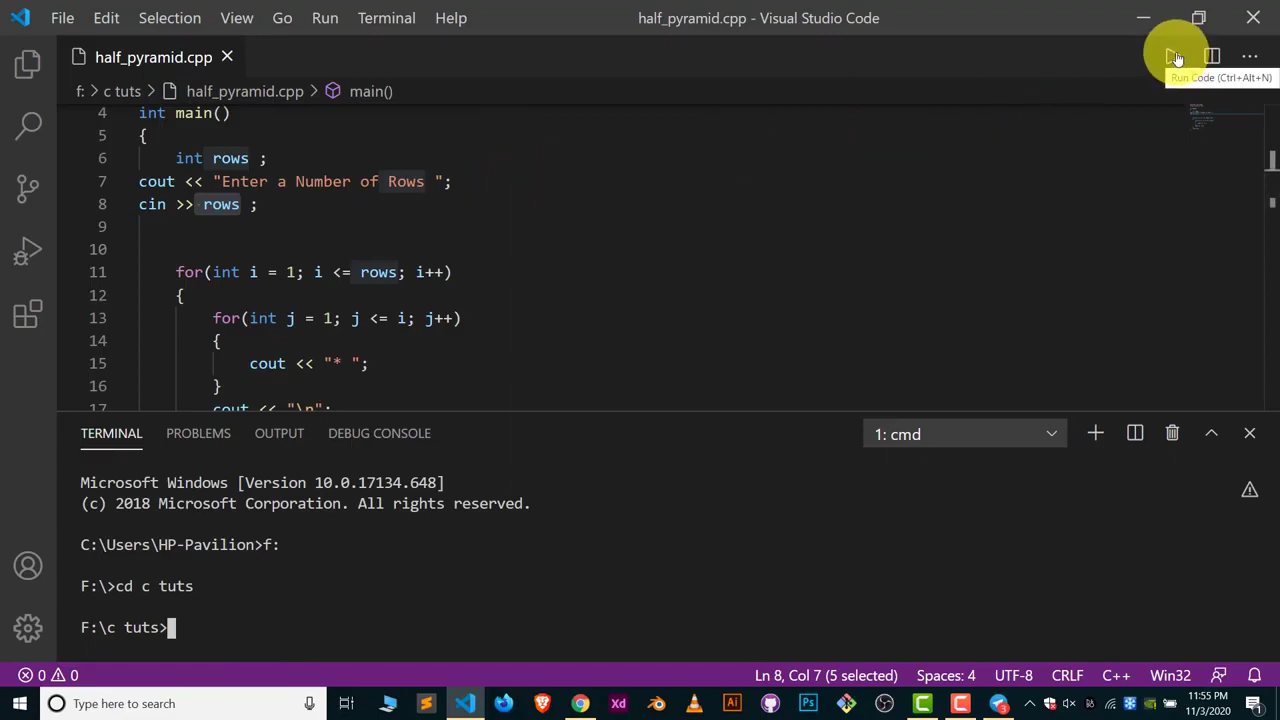 File Edit Selection View Go Run Terminal Help half_pyramid.cpp - Visual Studio Code
half_pyramid.cpp
Run Code (Ctrl+Alt+N)
f: > c tuts > half_pyramid.cpp > main()
4 int main()
5 {
6 int rows ;
7 cout << "Enter a Number of Rows ";
8 cin >> rows ;
9
10
11 for(int i = 1; i <= rows; i++)
12 {
13 for(int j = 1; j <= i; j++)
14 {
15 cout << "* ";
16 }
17 cout << "\n";
TERMINAL PROBLEMS OUTPUT DEBUG CONSOLE 1: cmd
Microsoft Windows [Version 10.0.17134.648]
(c) 2018 Microsoft Corporation. All rights reserved.
C:\Users\HP-Pavilion>f:
F:\>cd c tuts
F:\c tuts>
0 0 Ln 8, Col 7 (5 selected) Spaces: 4 UTF-8 CRLF C++ Win32
Type here to search Xd Ai Ps 11:55 PM
11/3/2020